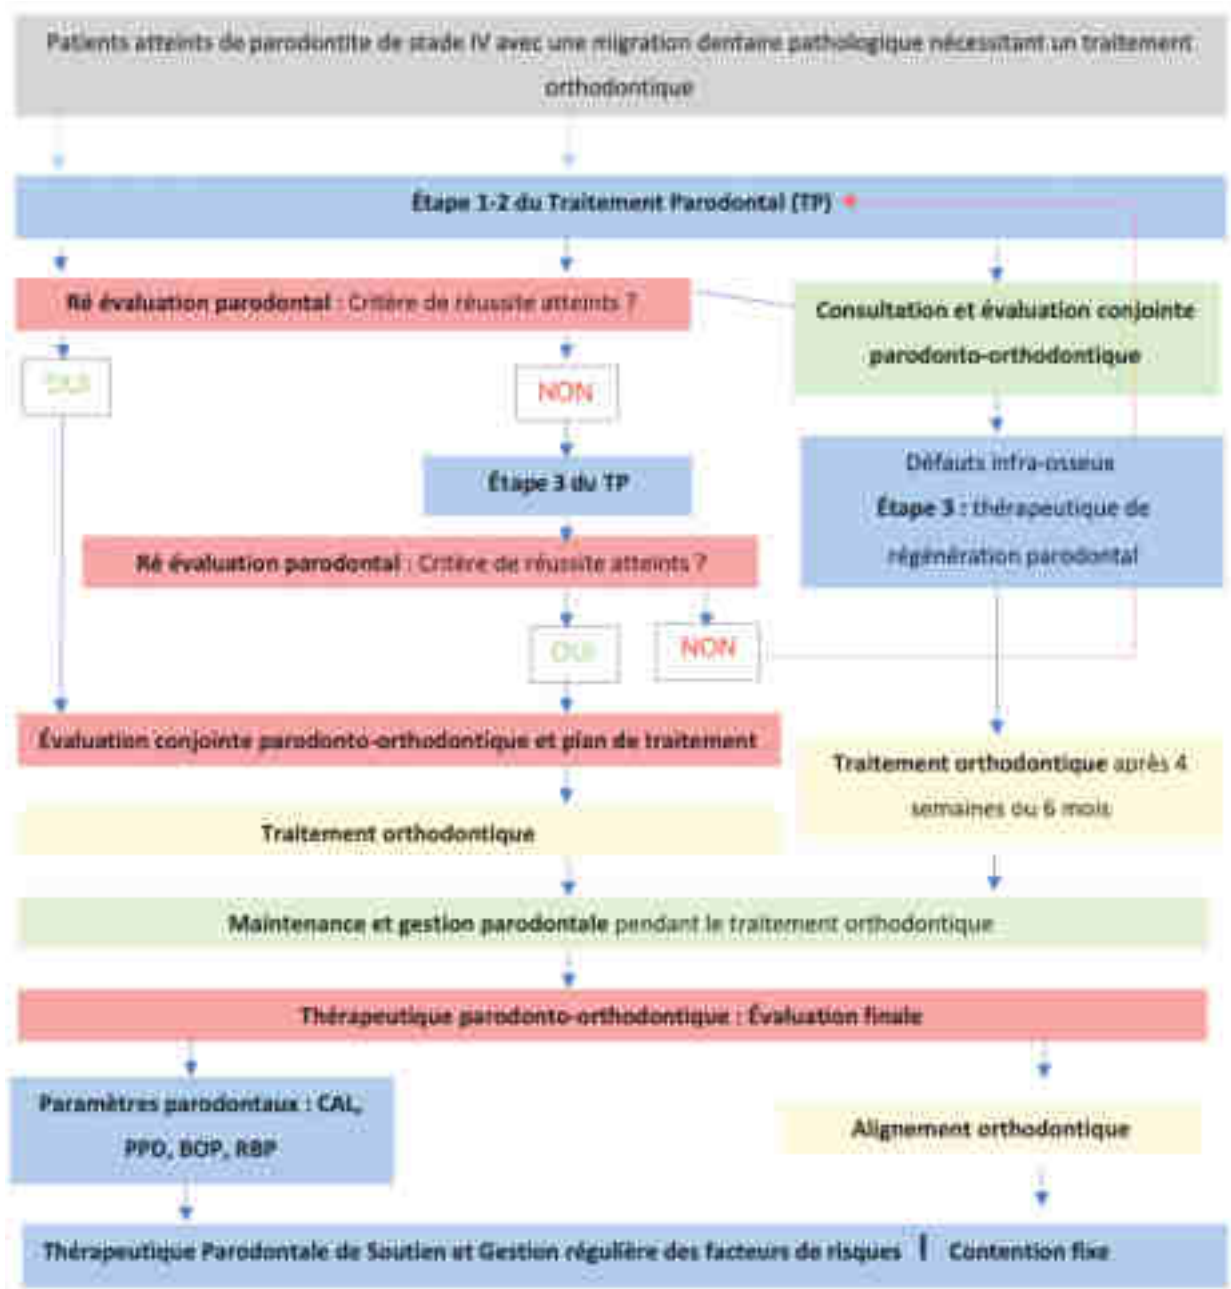 Patients atteints de parodontite de stade IV avec une migration dentaire pathologique nécessitant un traitement
orthodontique
Étape 1-2 du Traitement Parodontal (TP)
Ré évaluation parodontal : Critère de réussite atteints ?
Consultation et évaluation conjointe
parodonto-orthodontique
OUI
NON
Défauts infra-osseux
Étape 3 : thérapeutique de
régénération parodontal
Étape 3 du TP
Ré évaluation parodontal : Critère de réussite atteints ?
OUI
NON
Évaluation conjointe parodonto-orthodontique et plan de traitement
Traitement orthodontique après 4
semaines ou 6 mois
Traitement orthodontique
Maintenance et gestion parodontale pendant le traitement orthodontique
Thérapeutique parodonto-orthodontique : Évaluation finale
Paramètres parodontaux : CAL,
PPD, BOP, RBP
Alignement orthodontique
Thérapeutique Parodontale de Soutien et Gestion régulière des facteurs de risques | Contention fixe